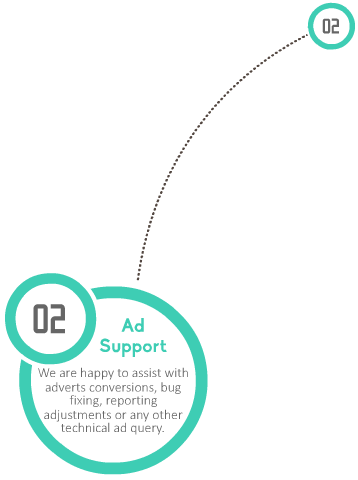 02
02
Ad
Support
We are happy to assist with
adverts conversions, bug
fixing, reporting
adjustments or any other
technical ad query.